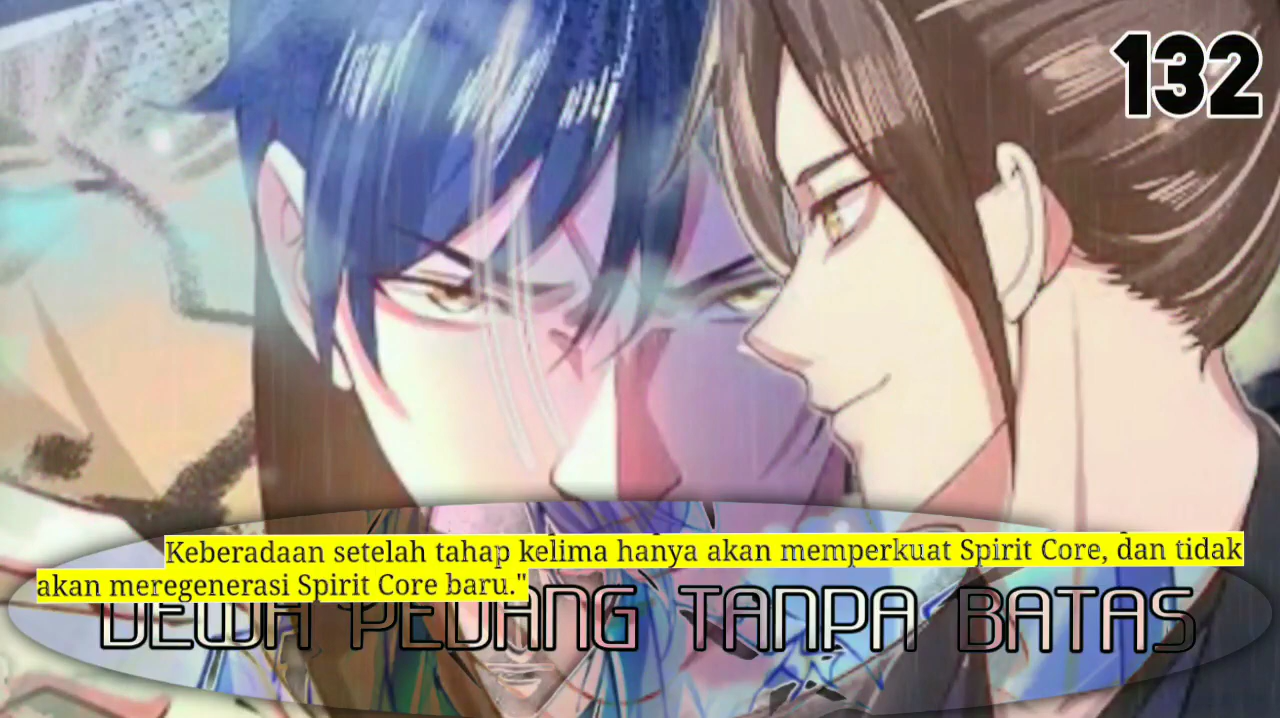 132
Keberadaan setelah tahap kelima hanya akan memperkuat Spirit Core, dan tidak
akan meregenerasi Spirit Core baru."
DEWA PEDANG TANPA BATAS